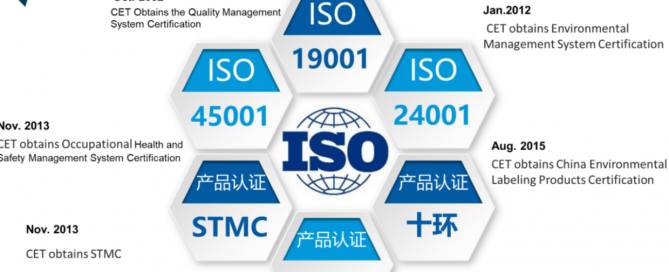 CET Obtains the Quality Management
System Certification
ISO
19001
Jan.2012
CET obtains Environmental
Management System Certification
ISO
45001
ISO
24001
Nov. 2013
CET obtains Occupational Health and
Safety Management System Certification
ISO
Aug. 2015
CET obtains China Environmental
Labeling Products Certification
产品认证
STMC
产品认证
十环
Nov. 2013
CET obtains STMC
产品认证